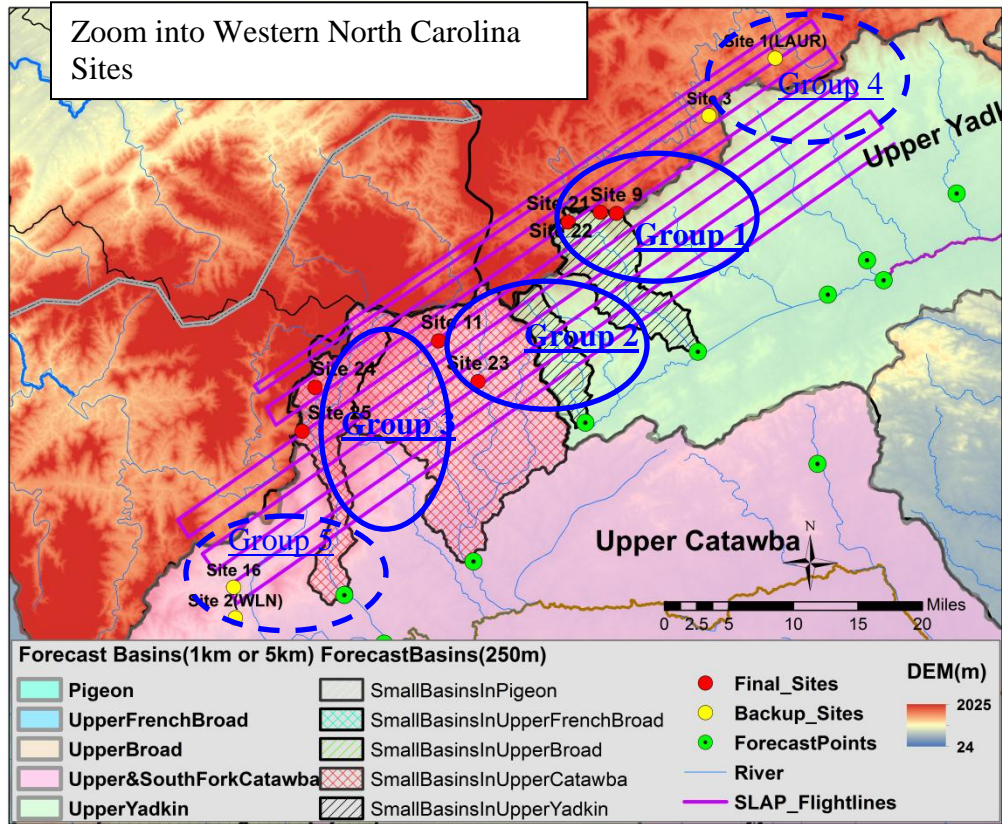 Zoom into Western North Carolina
Sites
Site 1(LAUR)
Group 4
Site 3
Upper Yadk
Site 21
Site 9
Site 22
Group 1
Site 11
Group 2
Site 23
Site 24
Site 25
Group 3
Group 5
Site 16
Site 2(WLN)
Upper Catawba
N
Miles
0 2.5 5 10 15 20
Forecast Basins(1km or 5km)
Pigeon
UpperFrenchBroad
UpperBroad
Upper&SouthForkCatawba
UpperYadkin
ForecastBasins(250m)
SmallBasinsInPigeon
SmallBasinsInUpperFrenchBroad
SmallBasinsInUpperBroad
SmallBasinsInUpperCatawba
SmallBasinsInUpperYadkin
Final_Sites
Backup_Sites
ForecastPoints
River
SLAP_Flightlines
DEM(m)
2025
24